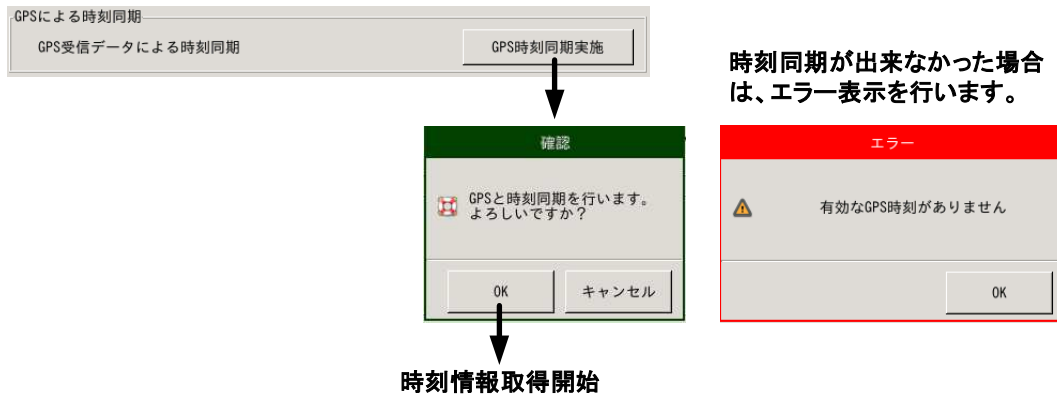 GPSによる時刻同期
GPS受信データによる時刻同期
GPS時刻同期実施
時刻同期が出来なかった場合
は、エラー表示を行います。
確認
GPSと時刻同期を行います。
よろしいですか？
OK
キャンセル
エラー
有効なGPS時刻がありません
OK
時刻情報取得開始